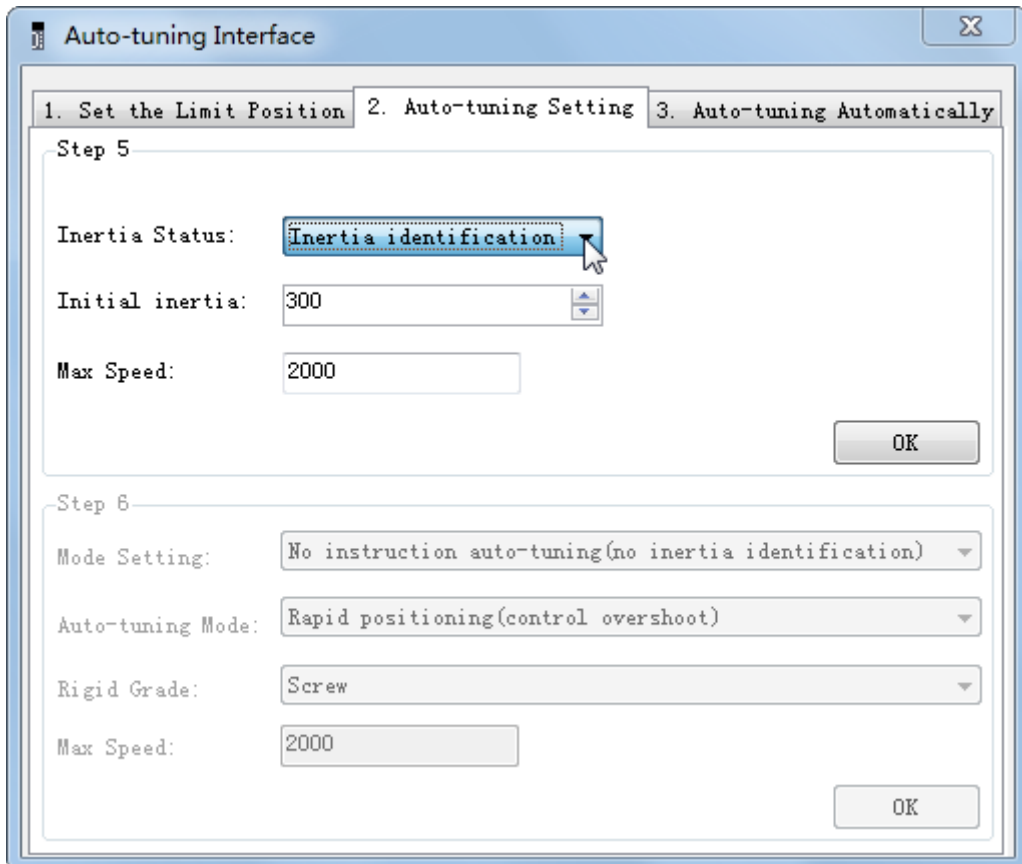 Auto-tuning Interface
1. Set the Limit Position 2. Auto-tuning Setting 3. Auto-tuning Automatically
Step 5
Inertia Status: Inertia identification
Initial inertia: 300
Max Speed: 2000
OK
Step 6
Mode Setting: No instruction auto-tuning(no inertia identification)
Auto-tuning Mode: Rapid positioning(control overshoot)
Rigid Grade: Screw
Max Speed: 2000
OK